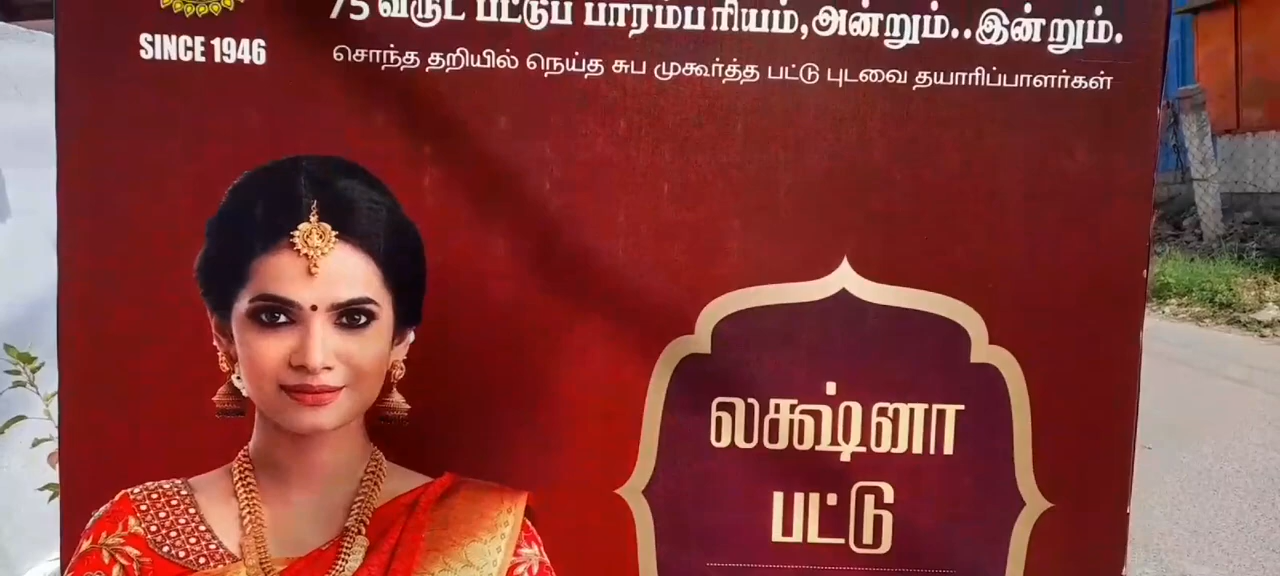 75 வருட பட்டுப் பாரம்பரியம்,அன்றும்..இன்றும்.
SINCE 1946
சொந்த தறியில் நெய்த சுப முகூர்த்த பட்டு புடவை தயாரிப்பாளர்கள்
லக்ஷ்னா
பட்டு